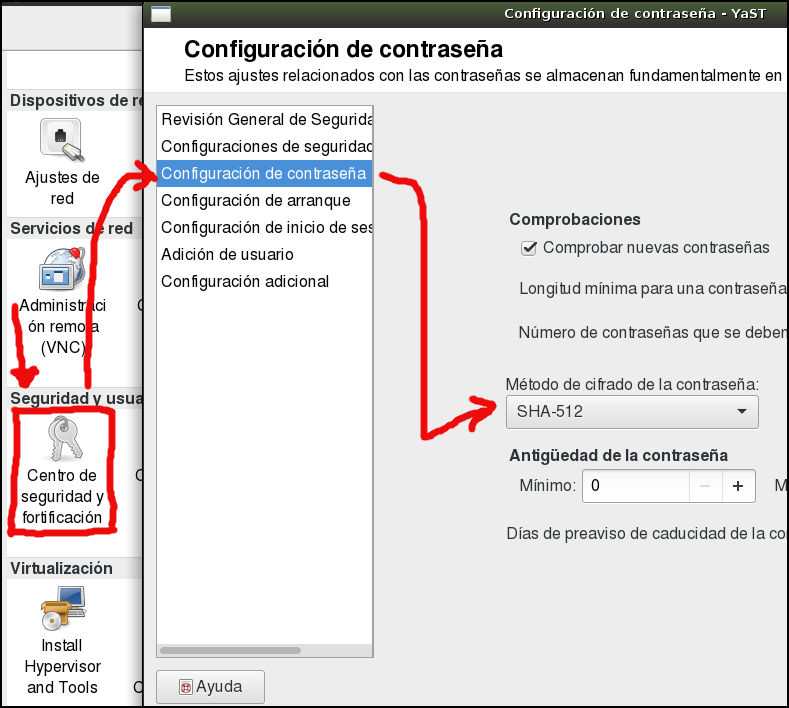 Configuración de contraseña - YaST
Configuración de contraseña
Estos ajustes relacionados con las contraseñas se almacenan fundamentalmente en
Dispositivos de re
Ajustes de
red
Servicios de red
Administraci
ón remota
(VNC)
Seguridad y usua
Centro de
seguridad y
fortificación
Virtualización
Install
Hypervisor
and Tools
Revisión General de Segurida
Configuraciones de seguridad
Configuración de contraseña
Configuración de arranque
Configuración de inicio de ses
Adición de usuario
Configuración adicional
Ayuda
Comprobaciones
Comprobar nuevas contraseñas
Longitud mínima para una contraseña
Número de contraseñas que se deben
Método de cifrado de la contraseña:
SHA-512
Antigüedad de la contraseña
Mínimo: 0 − + M
Días de preaviso de caducidad de la co